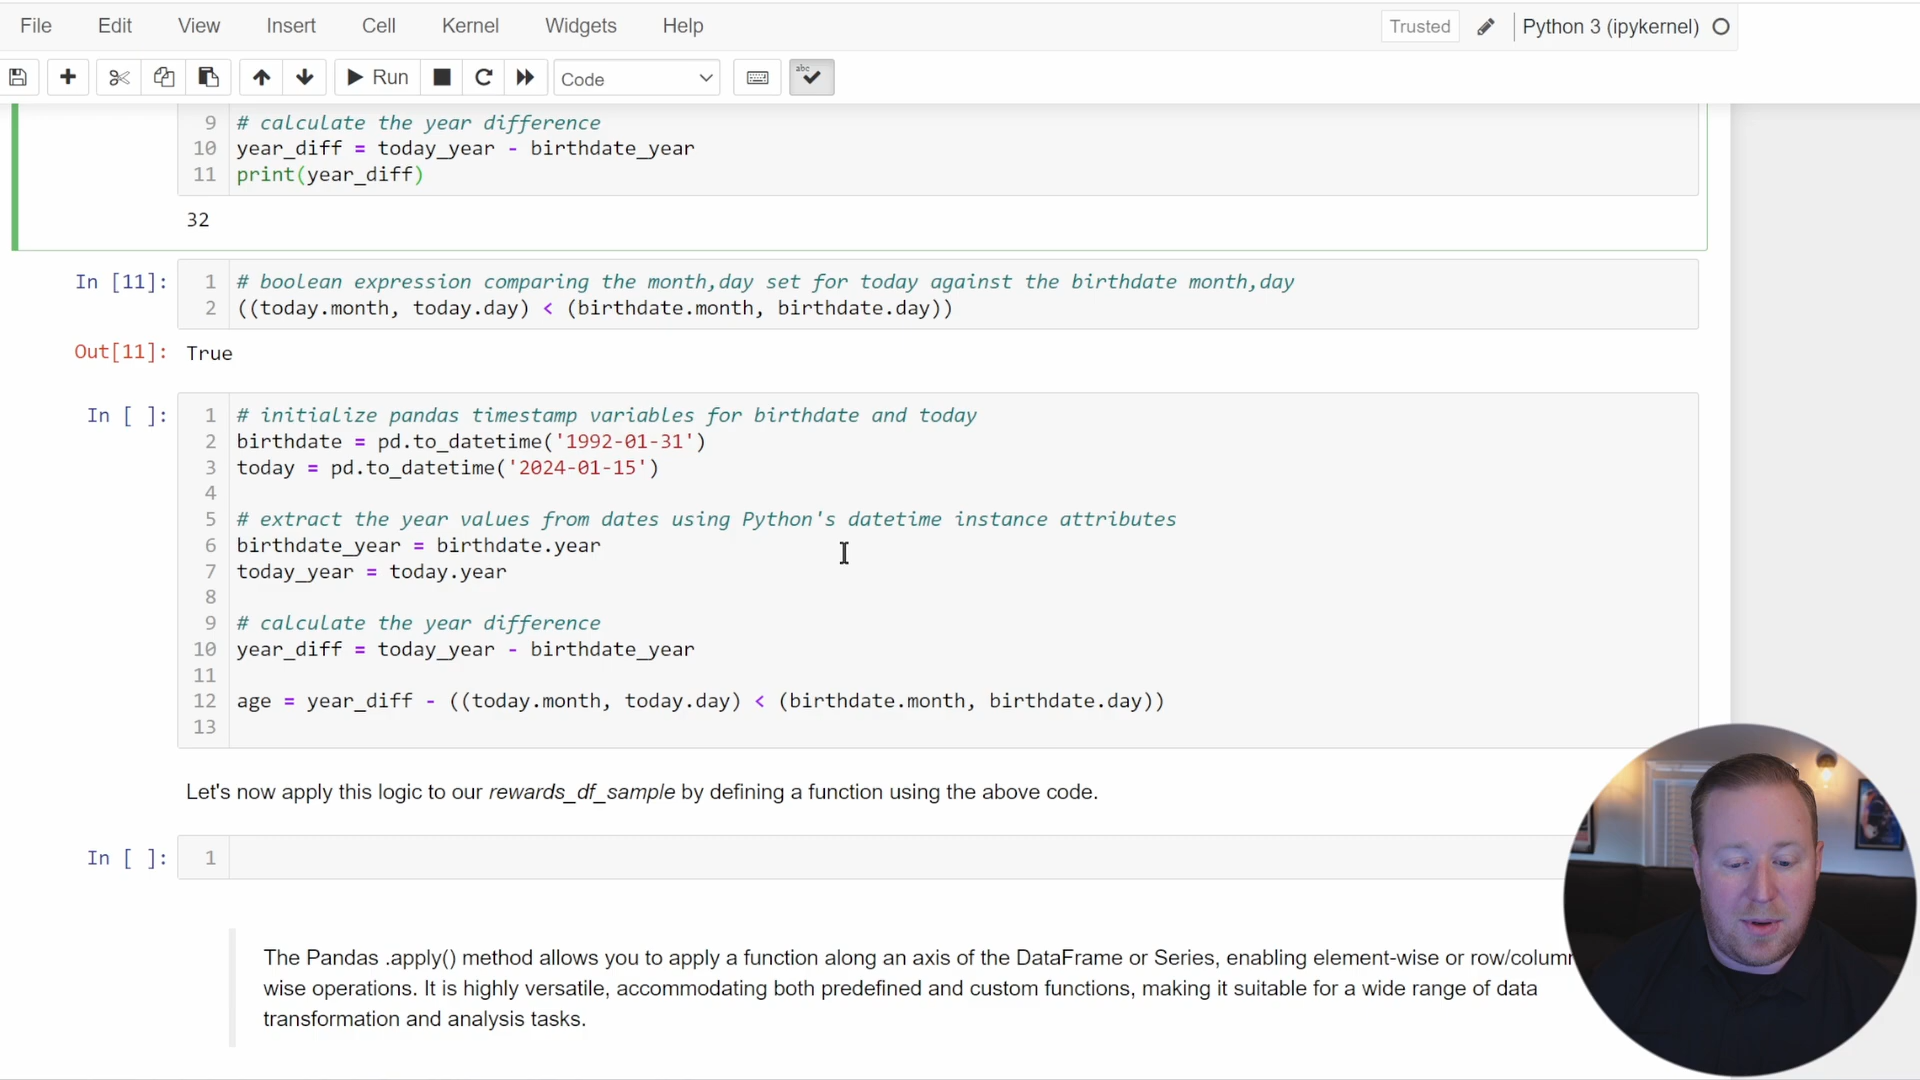 File Edit View Insert Cell Kernel Widgets Help Trusted Python 3 (ipykernel)
Run Code abc
9 # calculate the year difference
10 year_diff = today_year - birthdate_year
11 print(year_diff)
32
In [11]: 1 # boolean expression comparing the month,day set for today against the birthdate month,day
2 ((today.month, today.day) < (birthdate.month, birthdate.day))
Out[11]: True
In [ ]: 1 # initialize pandas timestamp variables for birthdate and today
2 birthdate = pd.to_datetime('1992-01-31')
3 today = pd.to_datetime('2024-01-15')
4
5 # extract the year values from dates using Python's datetime instance attributes
6 birthdate_year = birthdate.year
7 today_year = today.year
8
9 # calculate the year difference
10 year_diff = today_year - birthdate_year
11
12 age = year_diff - ((today.month, today.day) < (birthdate.month, birthdate.day))
13
Let's now apply this logic to our rewards_df_sample by defining a function using the above code.
In [ ]: 1
The Pandas .apply() method allows you to apply a function along an axis of the DataFrame or Series, enabling element-wise or row/column
wise operations. It is highly versatile, accommodating both predefined and custom functions, making it suitable for a wide range of data
transformation and analysis tasks.